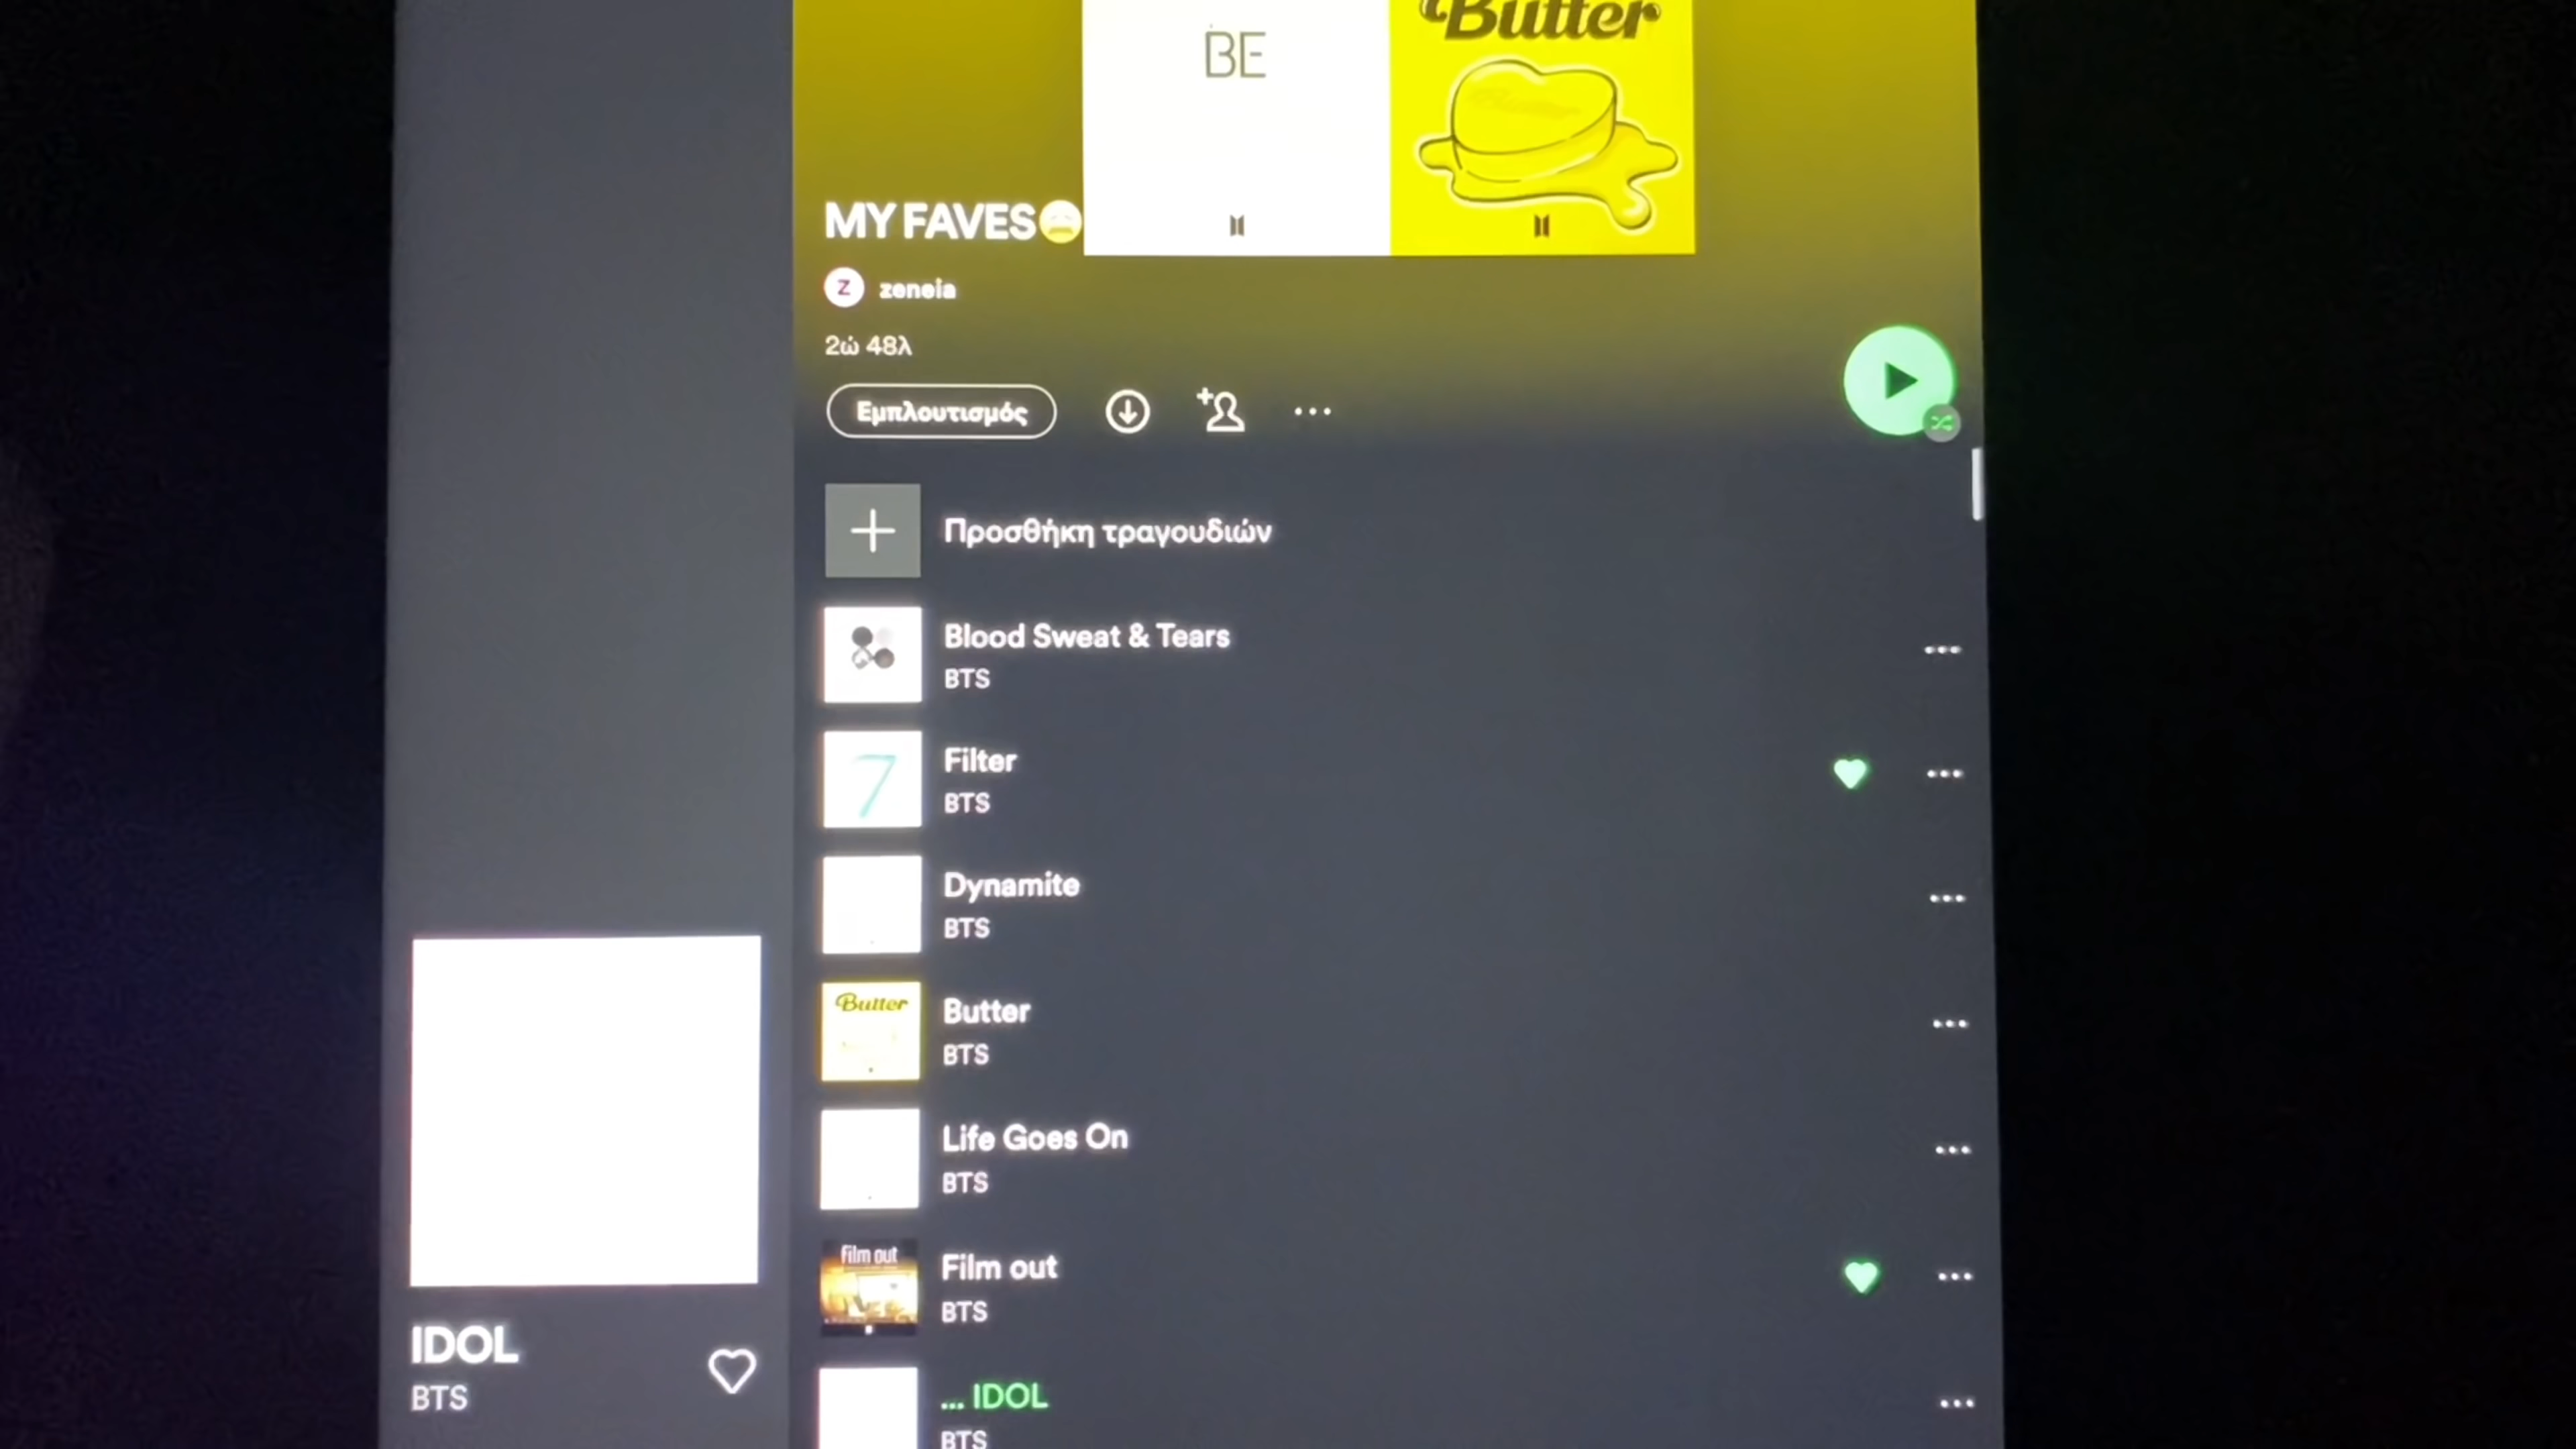 BE
Butter
MY FAVES😩
Z zeneia
2ώ 48λ
Εμπλουτισμός
Προσθήκη τραγουδιών
Blood Sweat & Tears
BTS
7
Filter
BTS
Dynamite
BTS
Butter
Butter
BTS
Life Goes On
BTS
Film out
Film out
BTS
... IDOL
BTS
IDOL
BTS